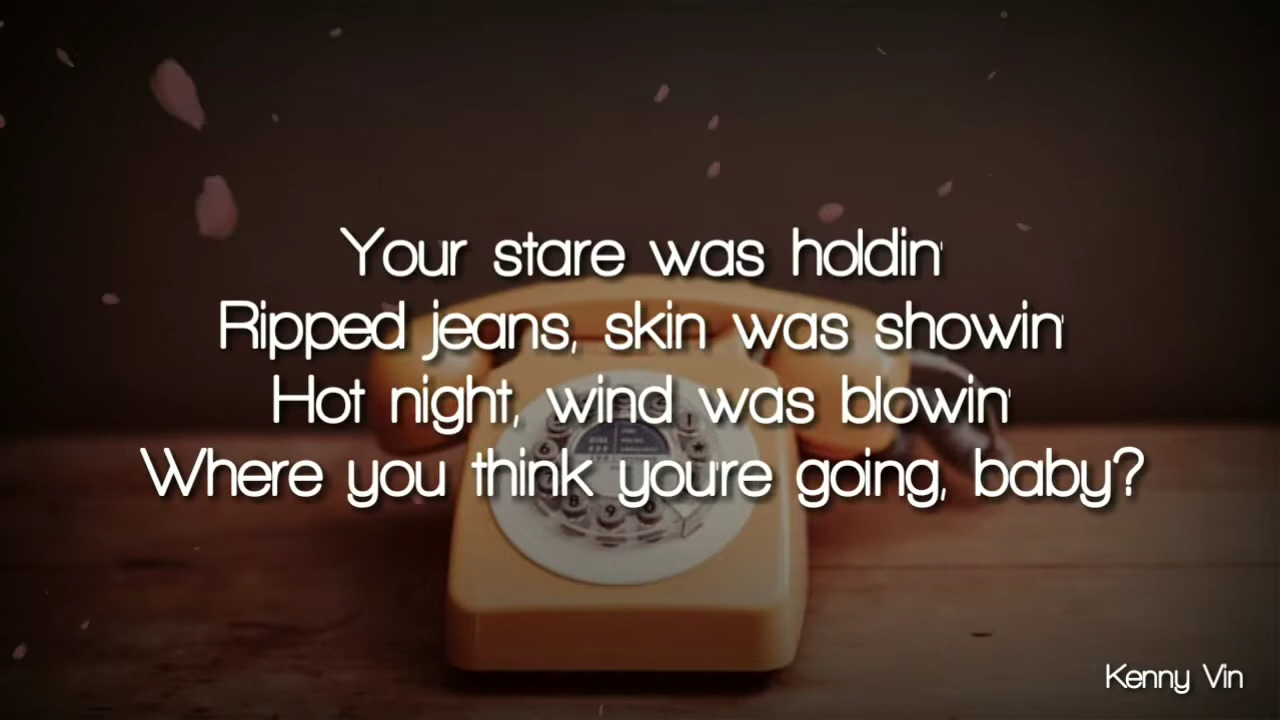 Your stare was holdin'
Ripped jeans, skin was showin'
Hot night, wind was blowin'
Where you think you're going, baby?
Kenny Vin